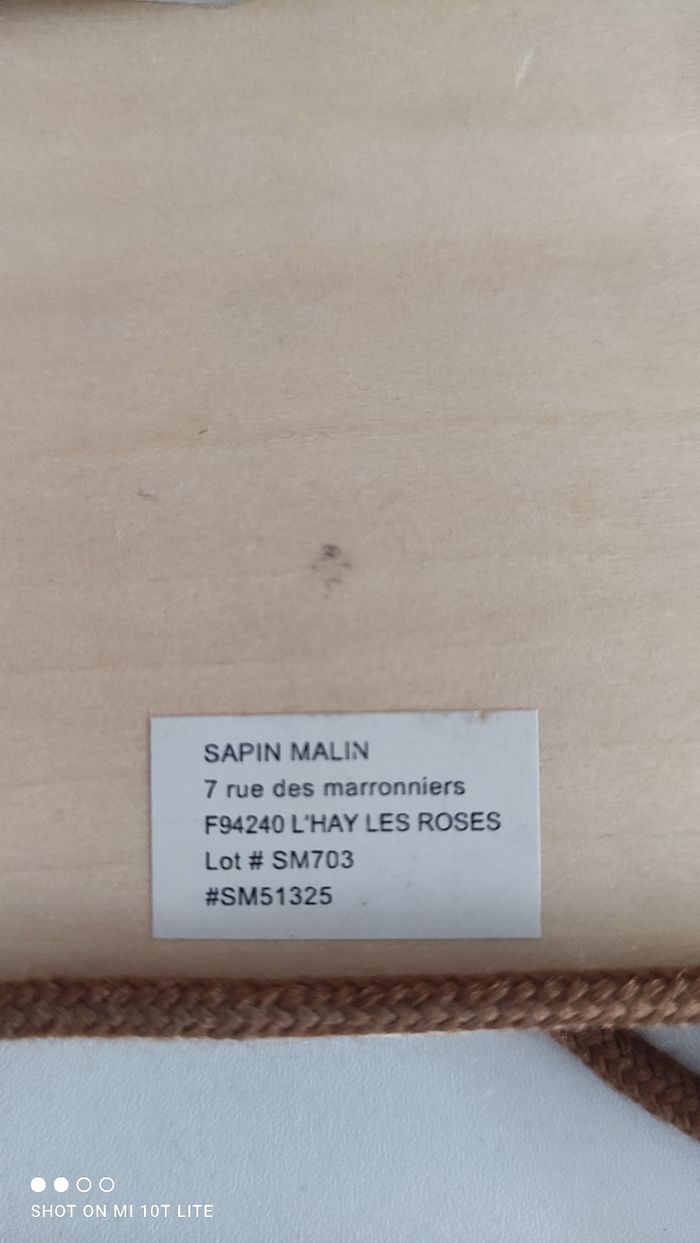 SAPIN MALIN
7 rue des marronniers
F94240 L'HAY LES ROSES
Lot # SM703
#SM51325
SHOT ON MI 10T LITE